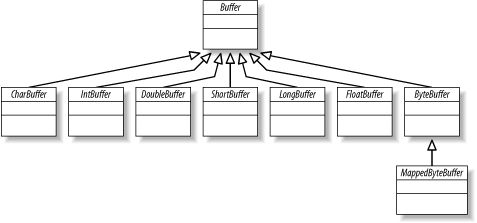 Buffer
CharBuffer IntBuffer DoubleBuffer ShortBuffer LongBuffer FloatBuffer ByteBuffer
MappedByteBuffer